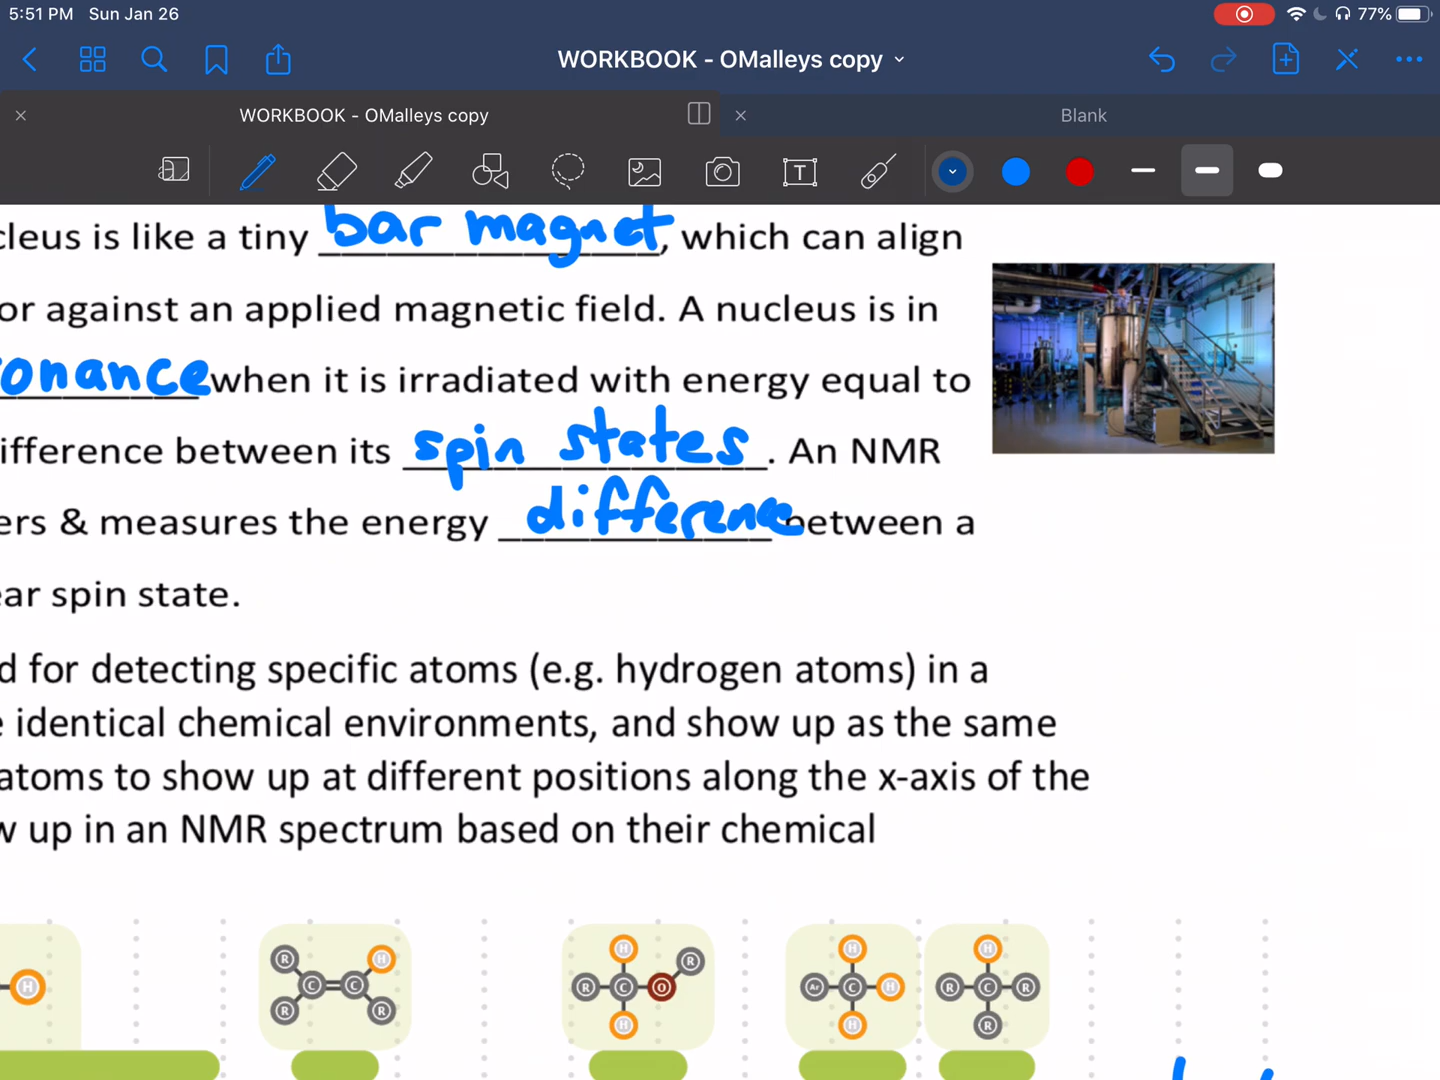 5:51 PM Sun Jan 26 77%
WORKBOOK - OMalleys copy
WORKBOOK - OMalleys copy Blank
T
cleus is like a tiny bar magnet, which can align
or against an applied magnetic field. A nucleus is in
onance when it is irradiated with energy equal to
ifference between its spin states. An NMR
ers & measures the energy difference between a
ear spin state.
d for detecting specific atoms (e.g. hydrogen atoms) in a
e identical chemical environments, and show up as the same
atoms to show up at different positions along the x-axis of the
w up in an NMR spectrum based on their chemical
R H H R H H
H C C R C O Ar C H R C R
R R H H R